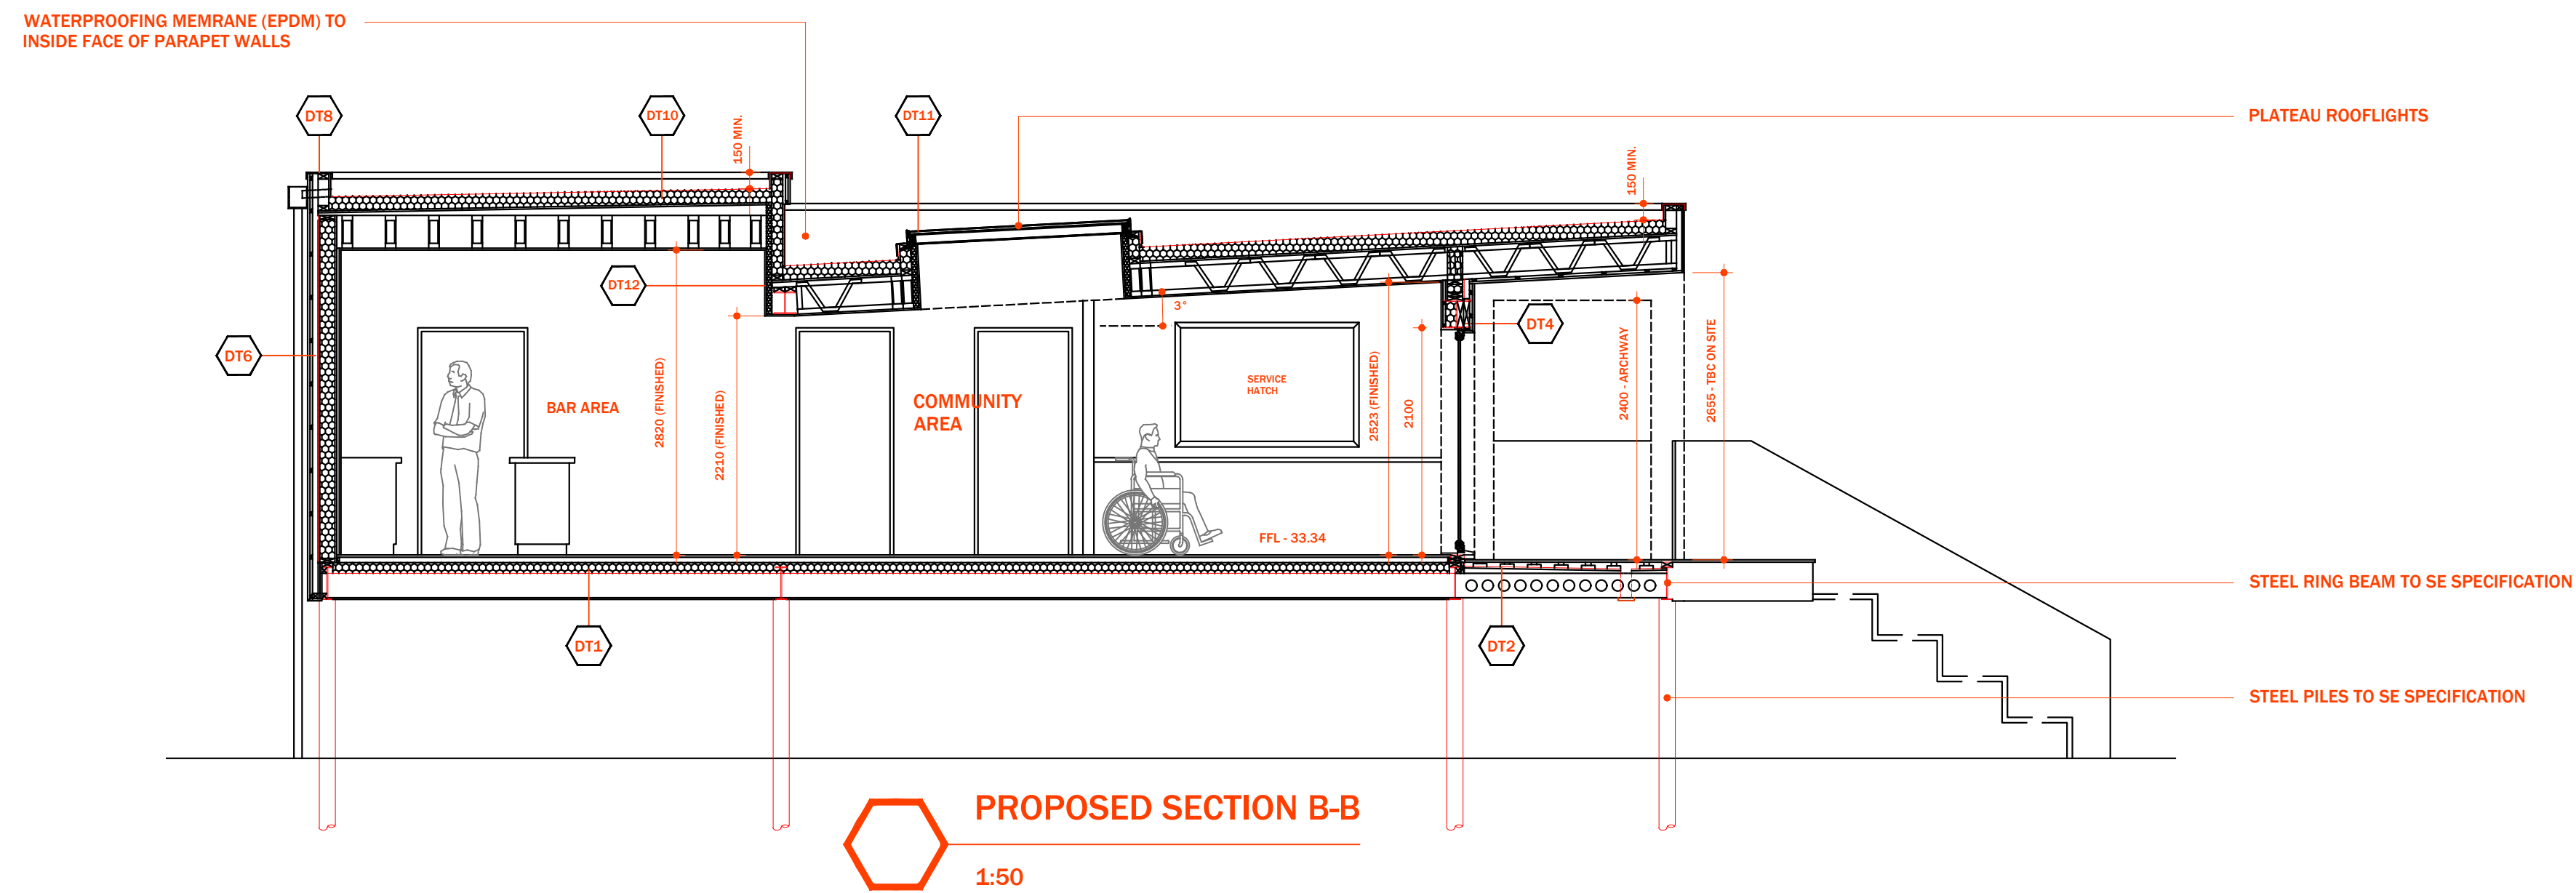 WATERPROOFING MEMRANE (EPDM) TO
INSIDE FACE OF PARAPET WALLS
DT8
DT10
150 MIN.
DT11
PLATEAU ROOFLIGHTS
150 MIN.
DT12
3°
DT4
DT6
BAR AREA
2820 (FINISHED)
2210 (FINISHED)
COMMUNITY
AREA
SERVICE
HATCH
2523 (FINISHED)
2100
2400 - ARCHWAY
2655 - TBC ON SITE
FFL - 33.34
STEEL RING BEAM TO SE SPECIFICATION
DT1
DT2
STEEL PILES TO SE SPECIFICATION
PROPOSED SECTION B-B
1:50